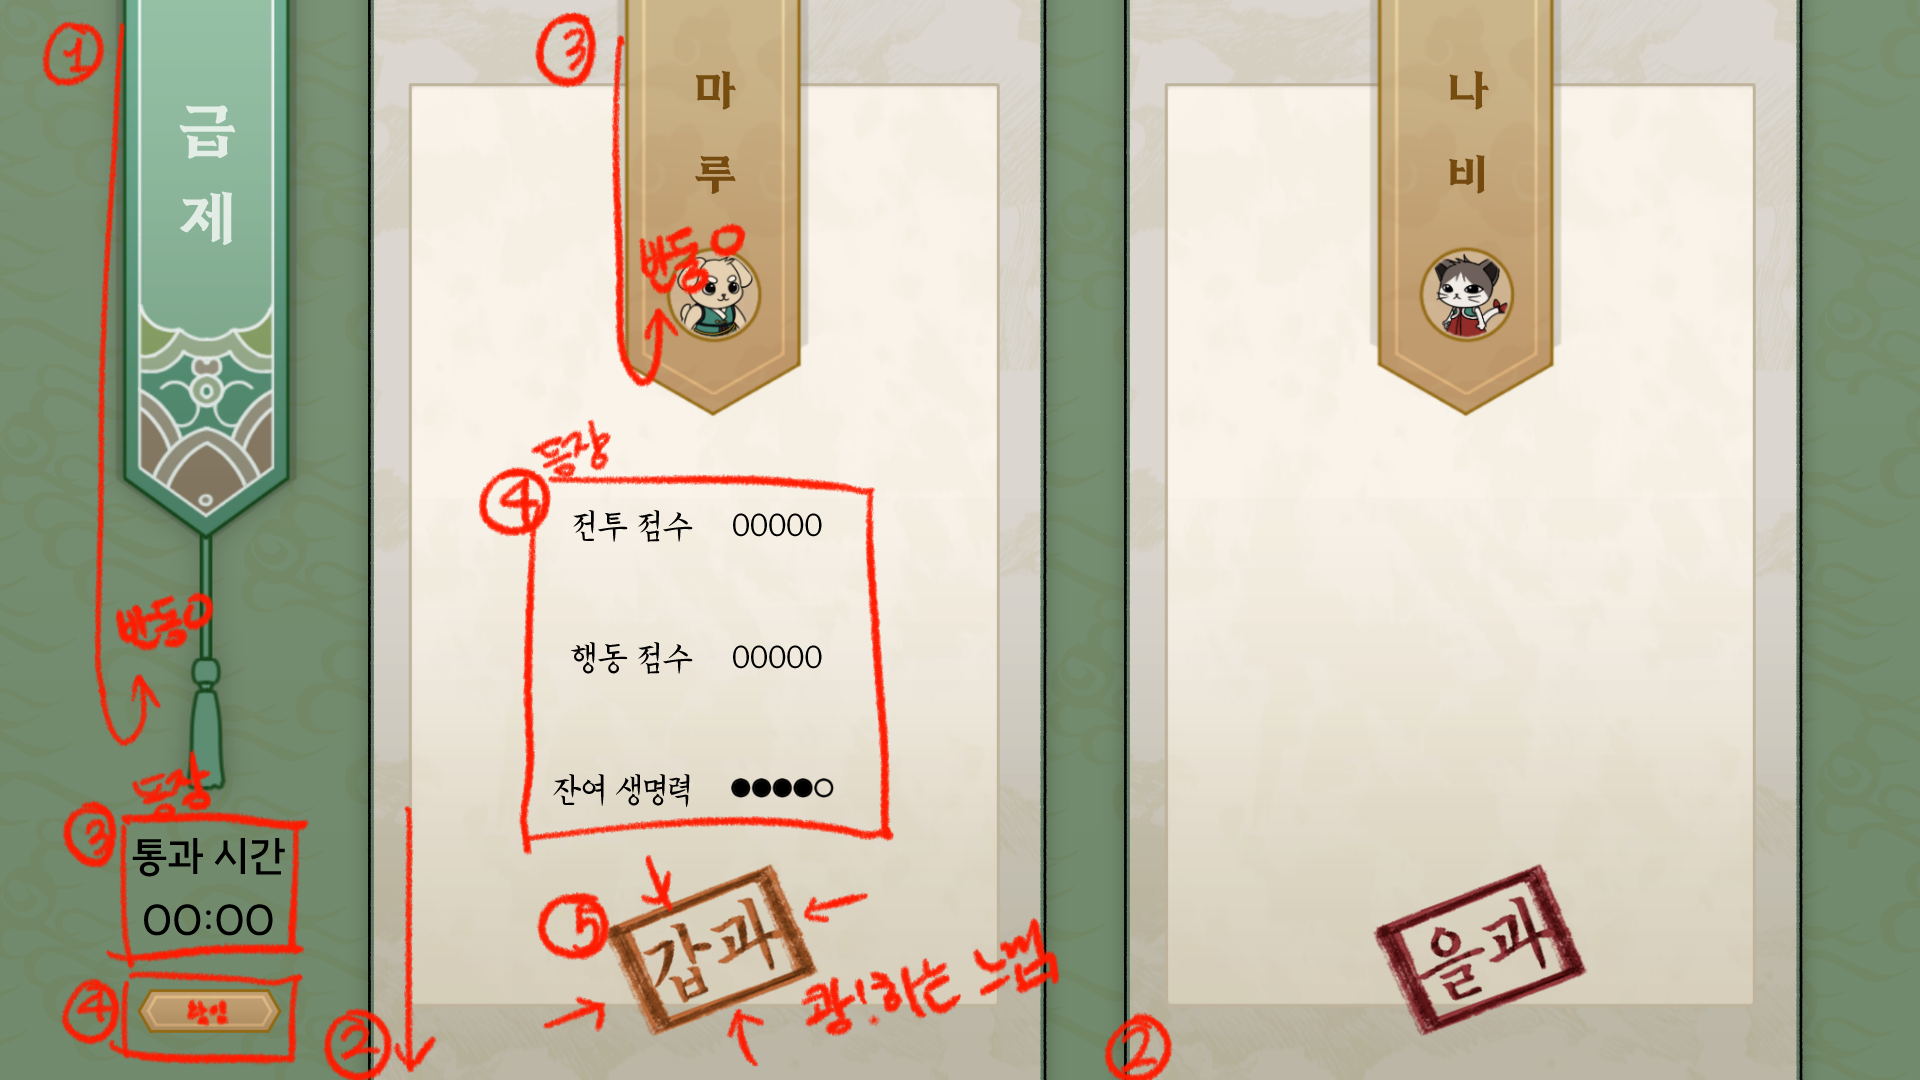 ①
급
제
반동O
등장
③
통과 시간
00:00
④
확인
②
③
마
루
반동O
등장
④
전투 점수 00000
행동 점수 00000
잔여 생명력 ●●●●○
⑤
갑과
쾅!하는 느낌
나
비
을과
②